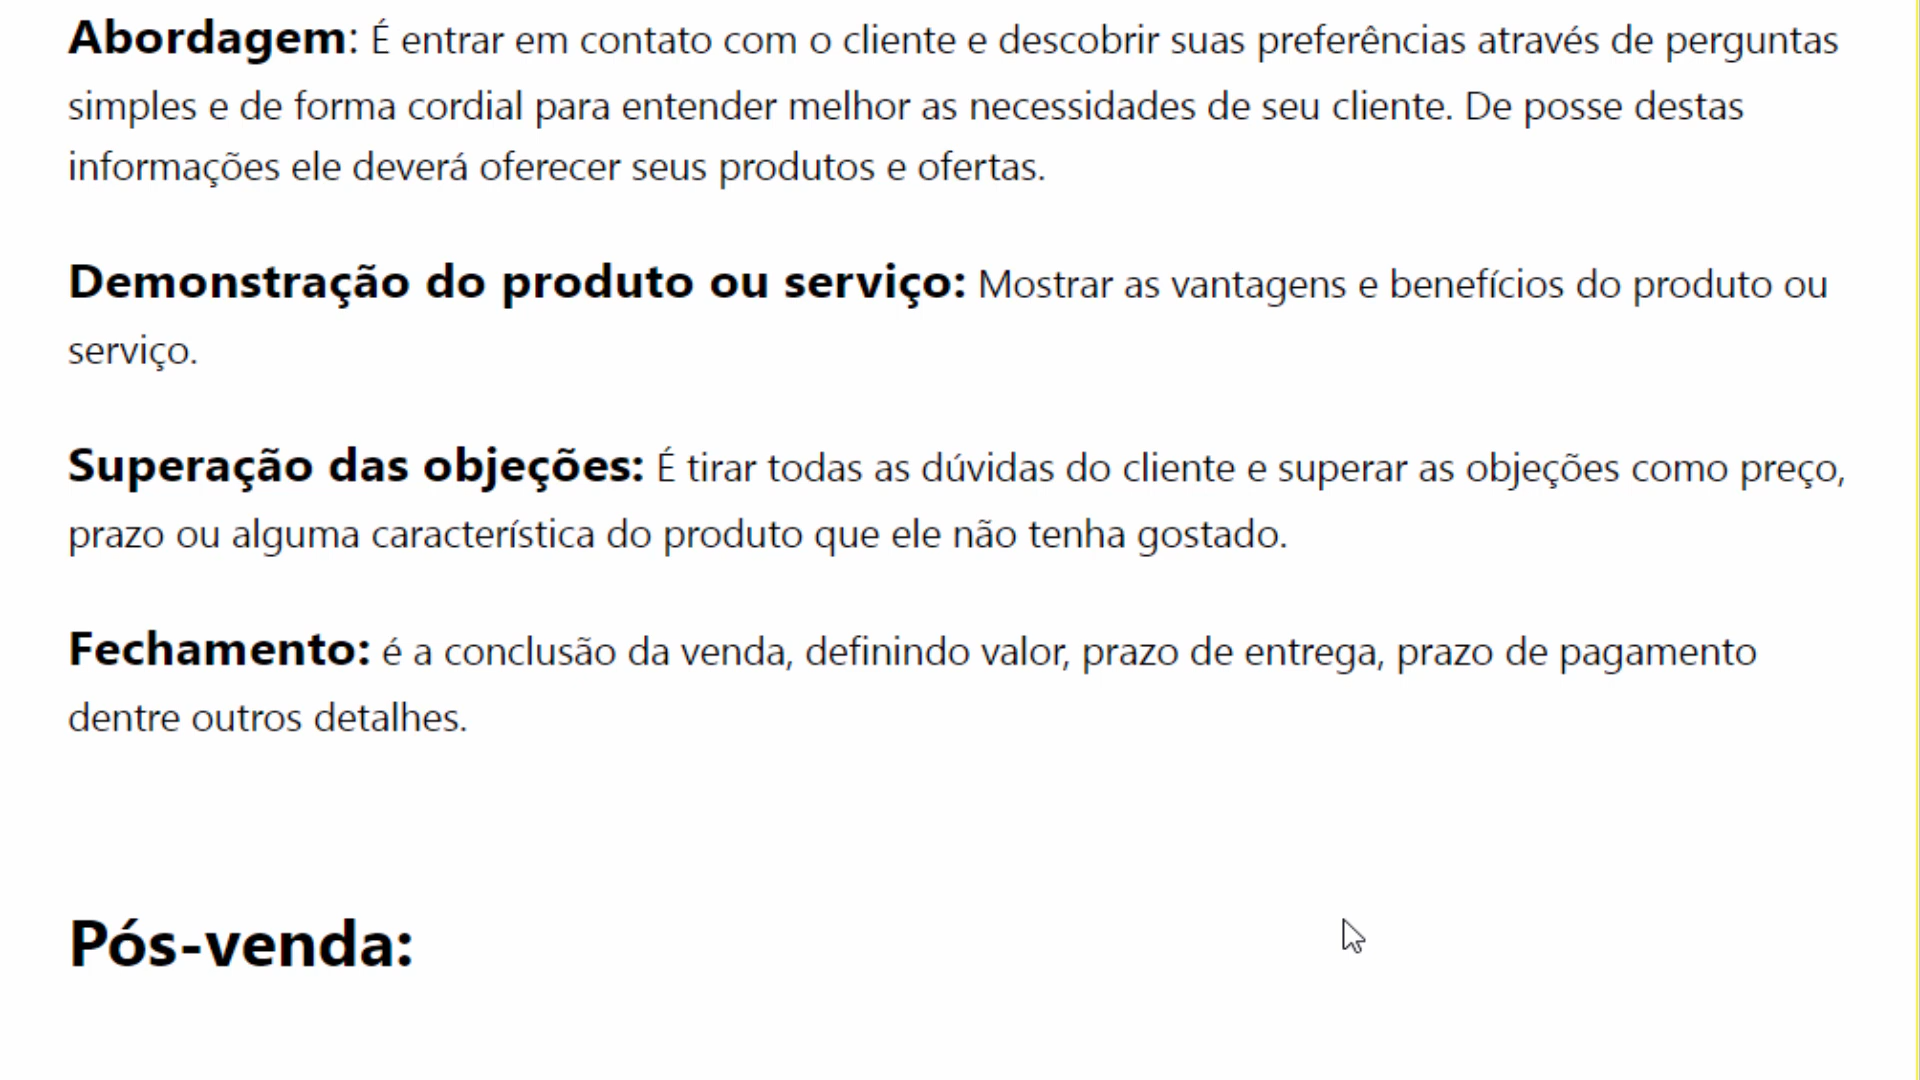 Abordagem: É entrar em contato com o cliente e descobrir suas preferências através de perguntas
simples e de forma cordial para entender melhor as necessidades de seu cliente. De posse destas
informações ele deverá oferecer seus produtos e ofertas.
Demonstração do produto ou serviço: Mostrar as vantagens e benefícios do produto ou
serviço.
Superação das objeções: É tirar todas as dúvidas do cliente e superar as objeções como preço,
prazo ou alguma característica do produto que ele não tenha gostado.
Fechamento: é a conclusão da venda, definindo valor, prazo de entrega, prazo de pagamento
dentre outros detalhes.
Pós-venda: